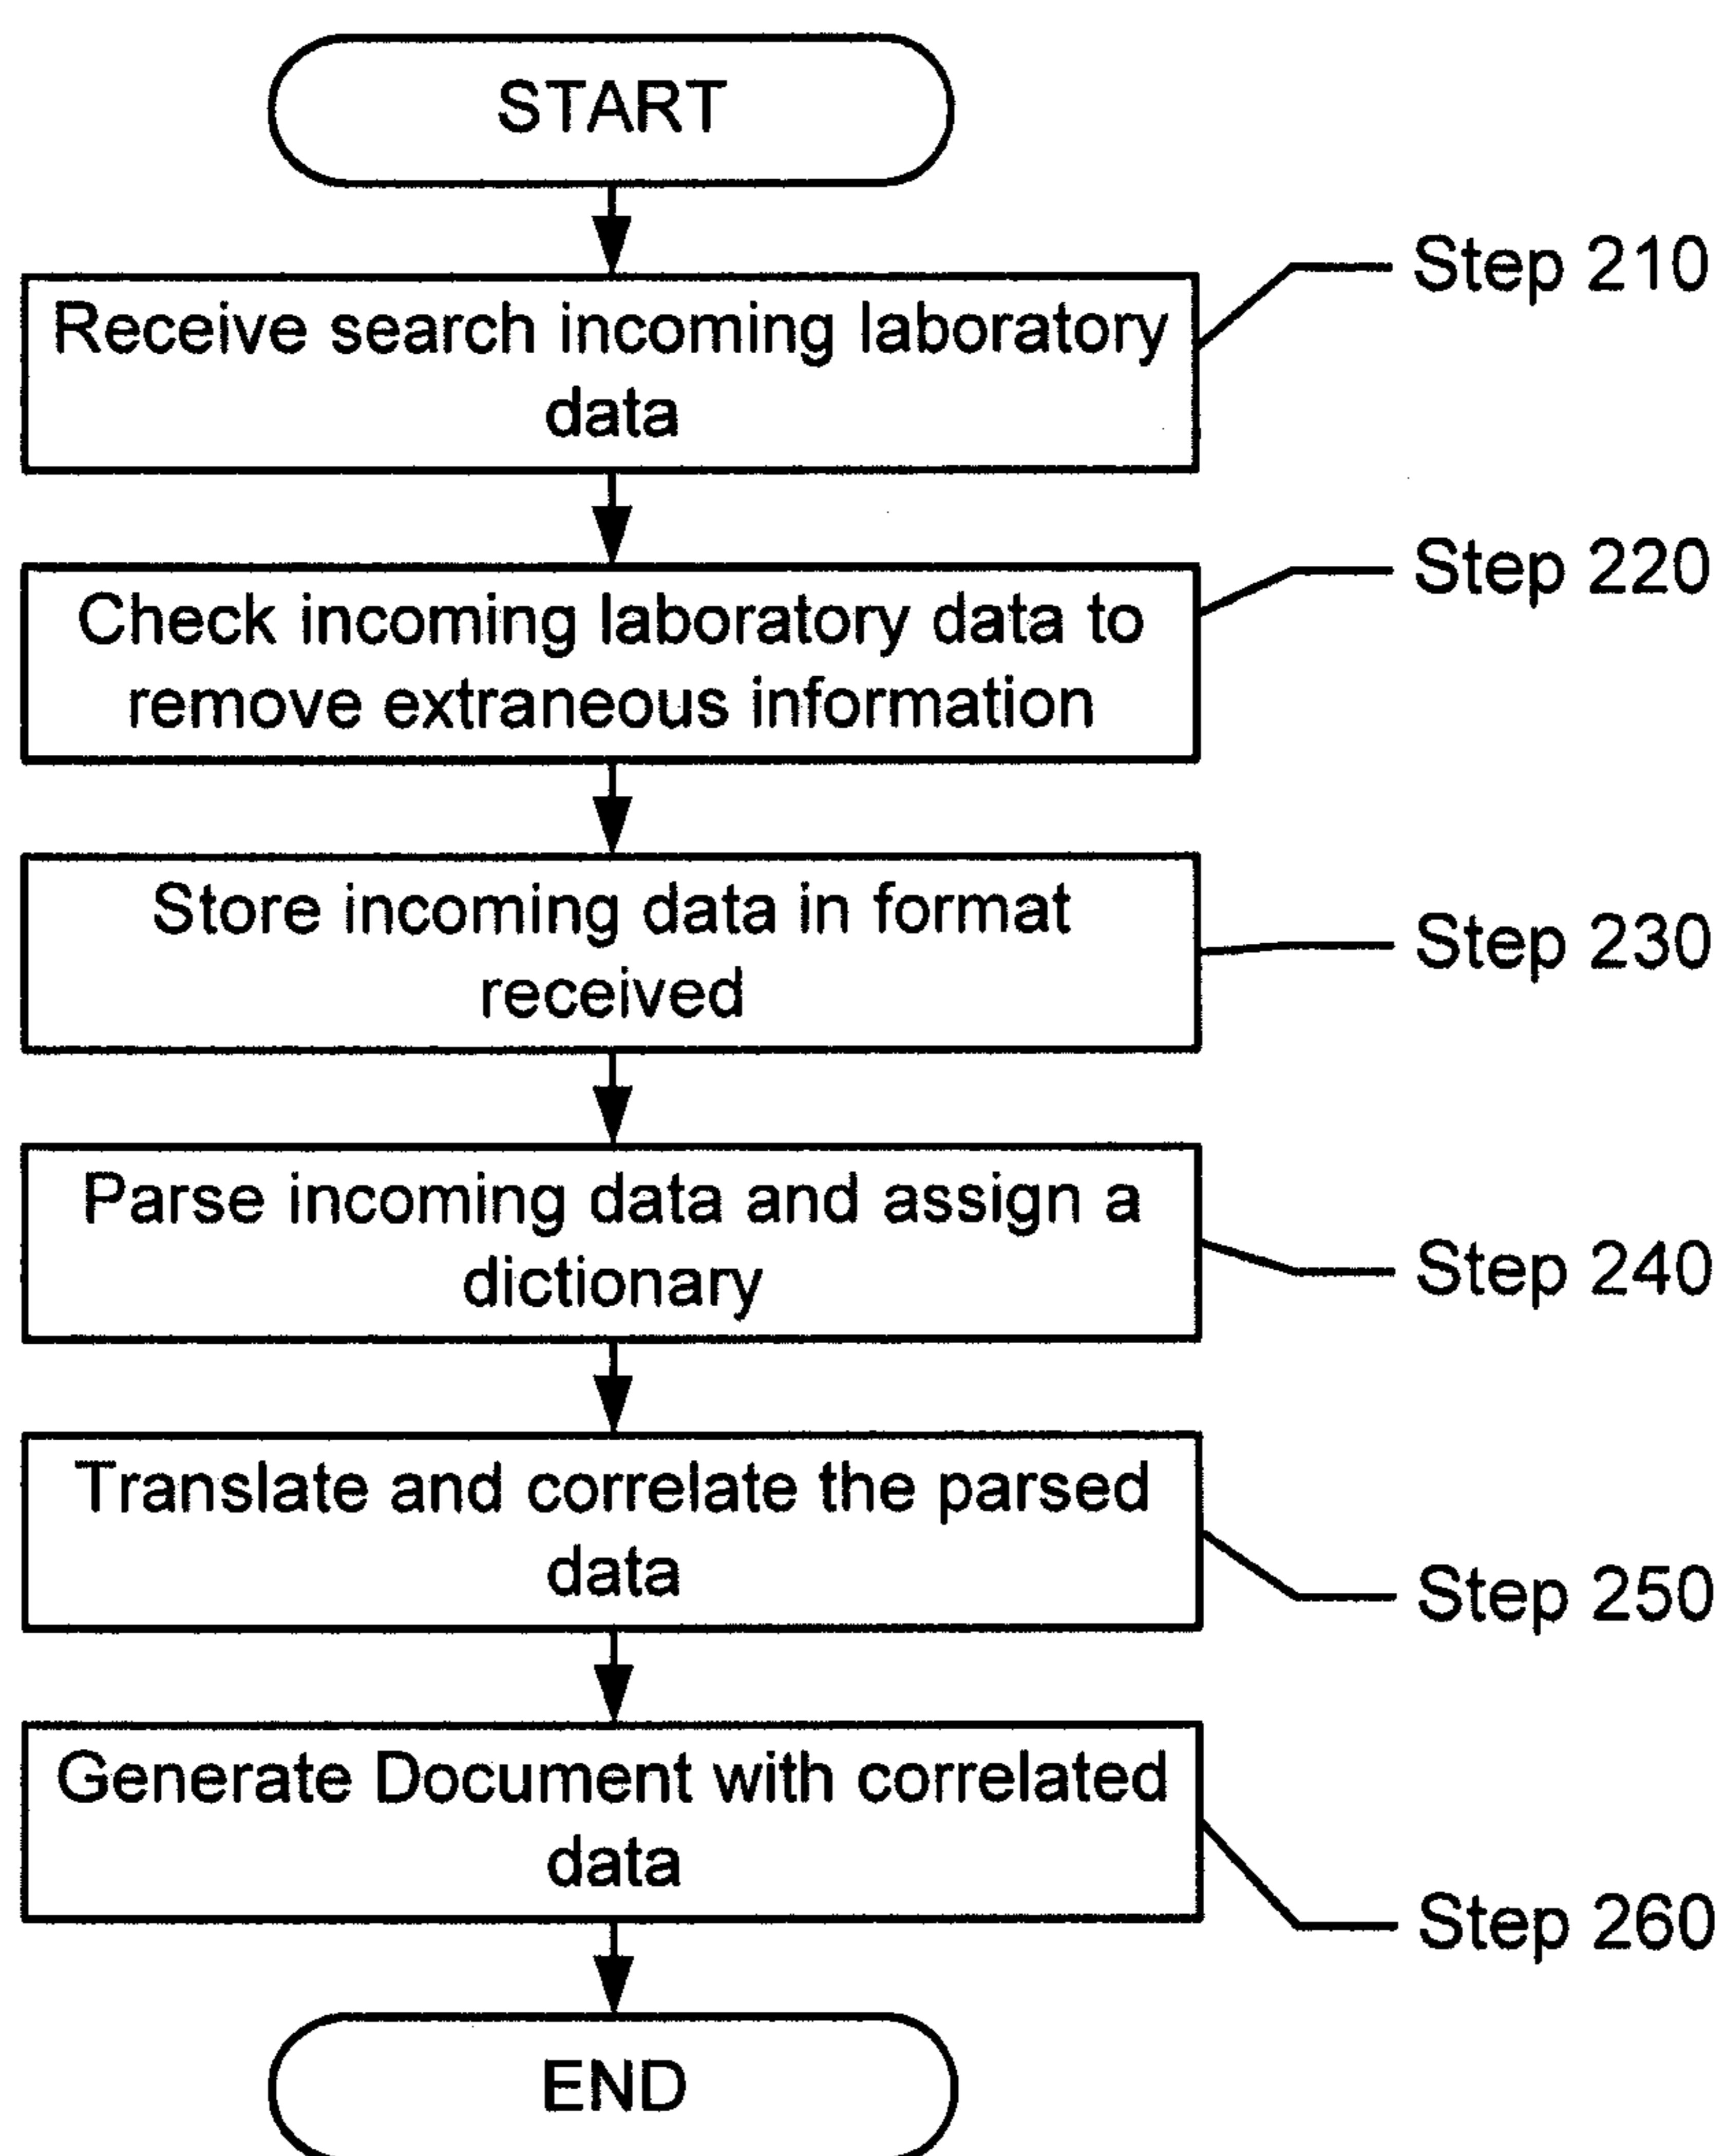 START
Step 210
Receive search incoming laboratory
data
Step 220
Check incoming laboratory data to
remove extraneous information
Store incoming data in format
received
Step 230
Parse incoming data and assign a
dictionary
Step 240
Translate and correlate the parsed
data
Step 250
Generate Document with correlated
data
Step 260
END